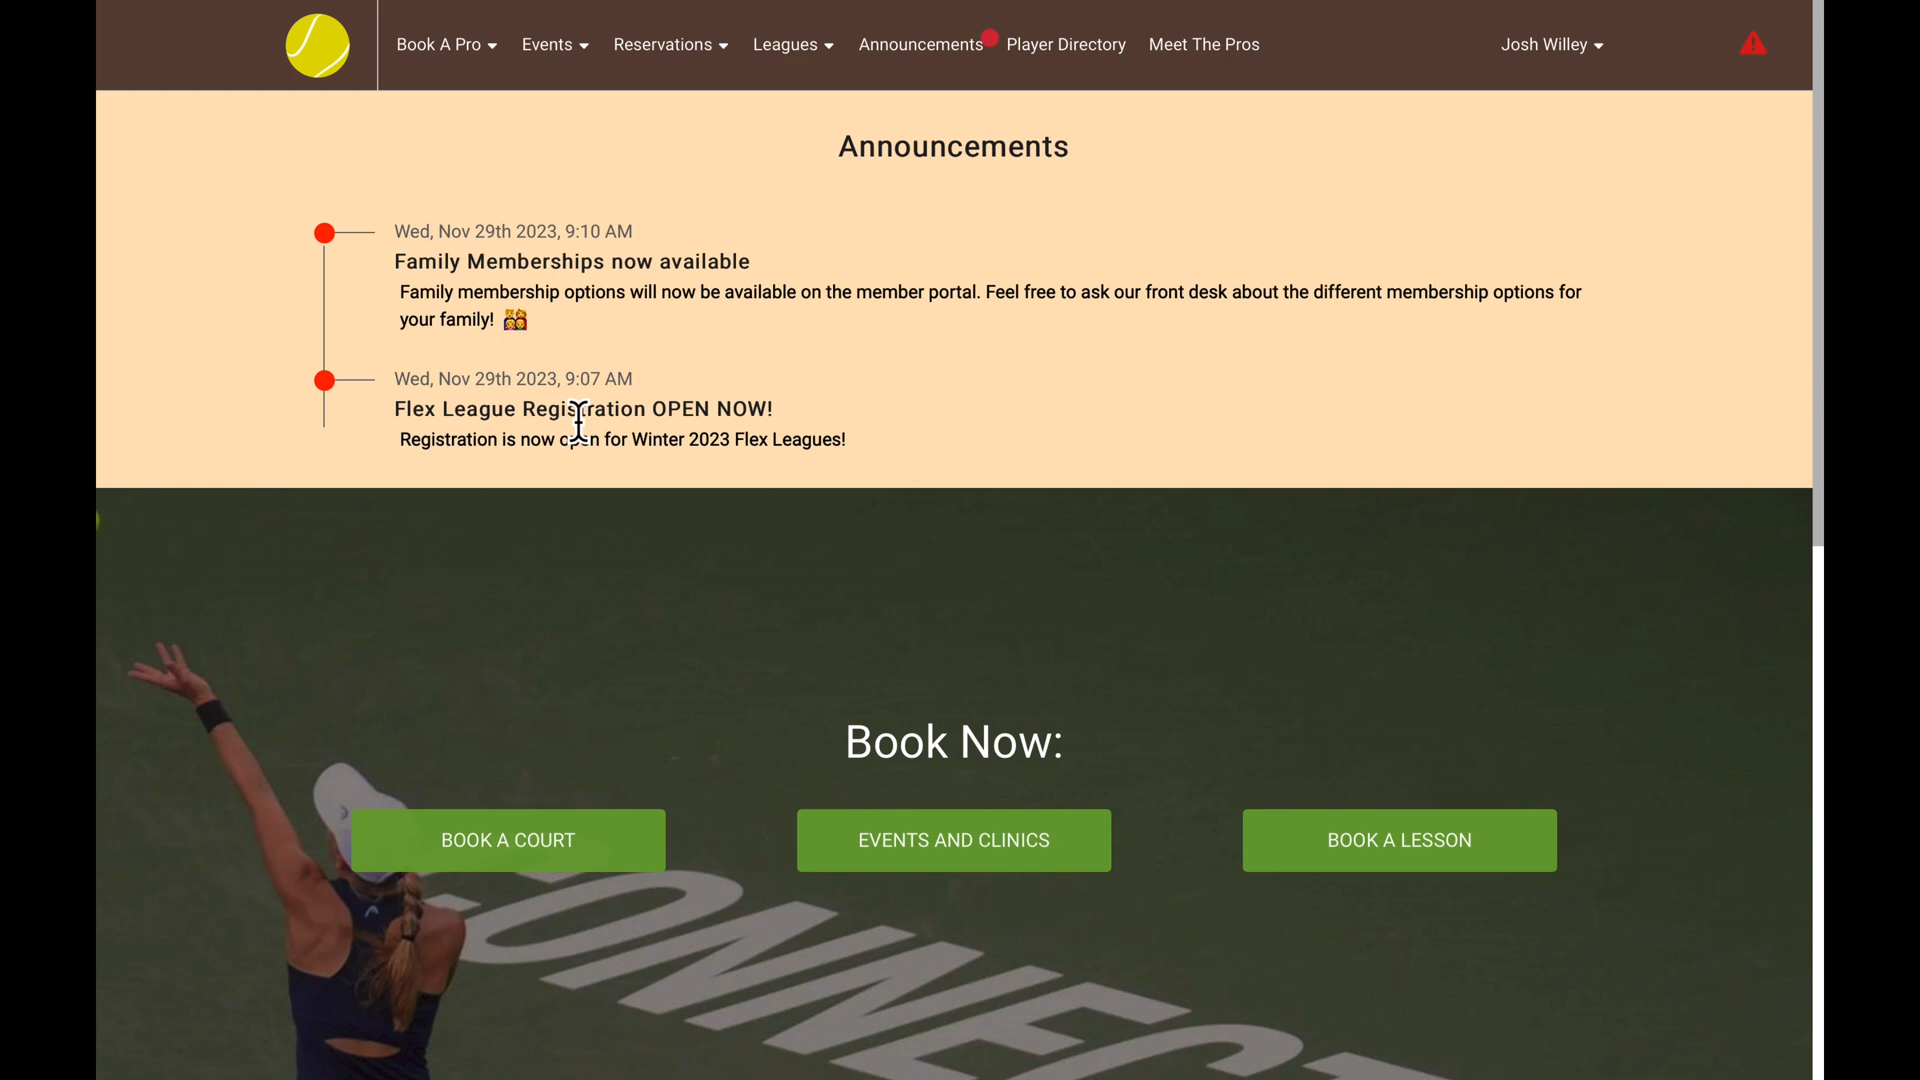 Book A Pro Events Reservations Leagues Announcements Player Directory Meet The Pros Josh Willey
Announcements
Wed, Nov 29th 2023, 9:10 AM
Family Memberships now available
Family membership options will now be available on the member portal. Feel free to ask our front desk about the different membership options for
your family!
Wed, Nov 29th 2023, 9:07 AM
Flex League Registration OPEN NOW!
Registration is now open for Winter 2023 Flex Leagues!
Book Now:
BOOK A COURT EVENTS AND CLINICS BOOK A LESSON